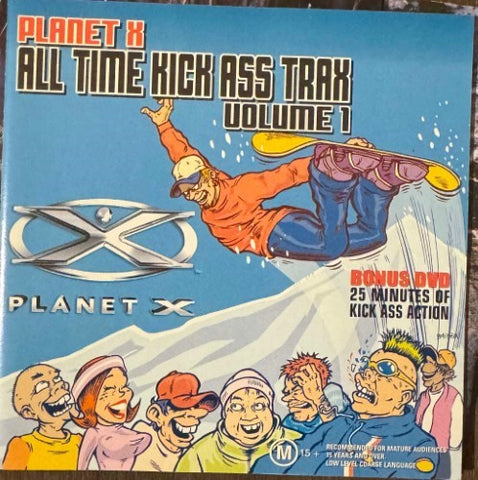 PLANET X
ALL TIME KICK ASS TRAX
VOLUME 1
X
PLANET X
BONUS DVD
25 MINUTES OF
KICK ASS ACTION
M 15+
RECOMMENDED FOR MATURE AUDIENCES
15 YEARS AND OVER.
LOW LEVEL COARSE LANGUAGE